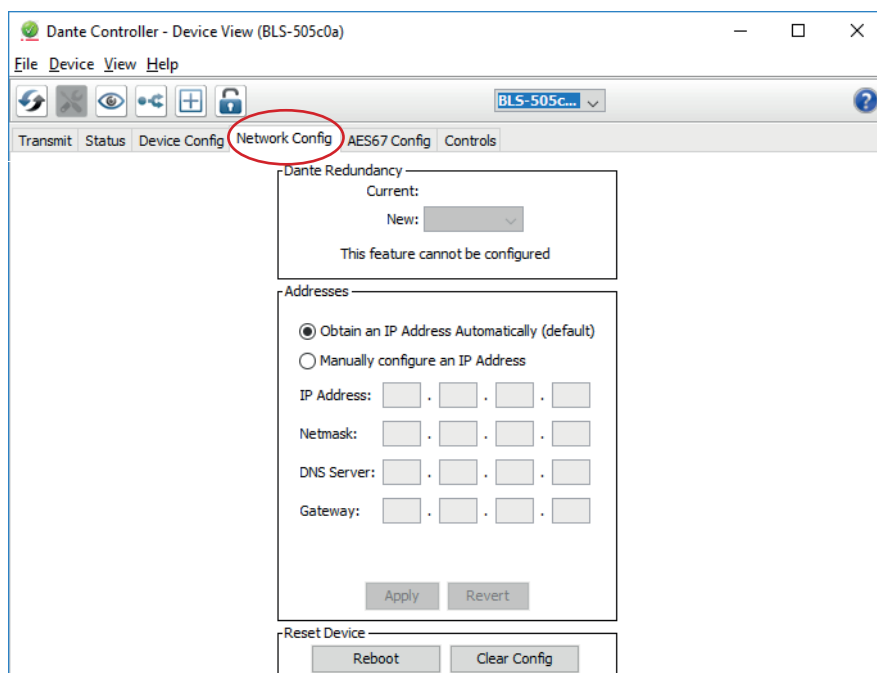 Dante Controller - Device View (BLS-505c0a)
File Device View Help
BLS-505c...
?
Transmit Status Device Config Network Config AES67 Config Controls
Dante Redundancy
Current:
New:
This feature cannot be configured
Addresses
Obtain an IP Address Automatically (default)
Manually configure an IP Address
IP Address: . . .
Netmask: . . .
DNS Server: . . .
Gateway: . . .
Apply Revert
Reset Device
Reboot Clear Config